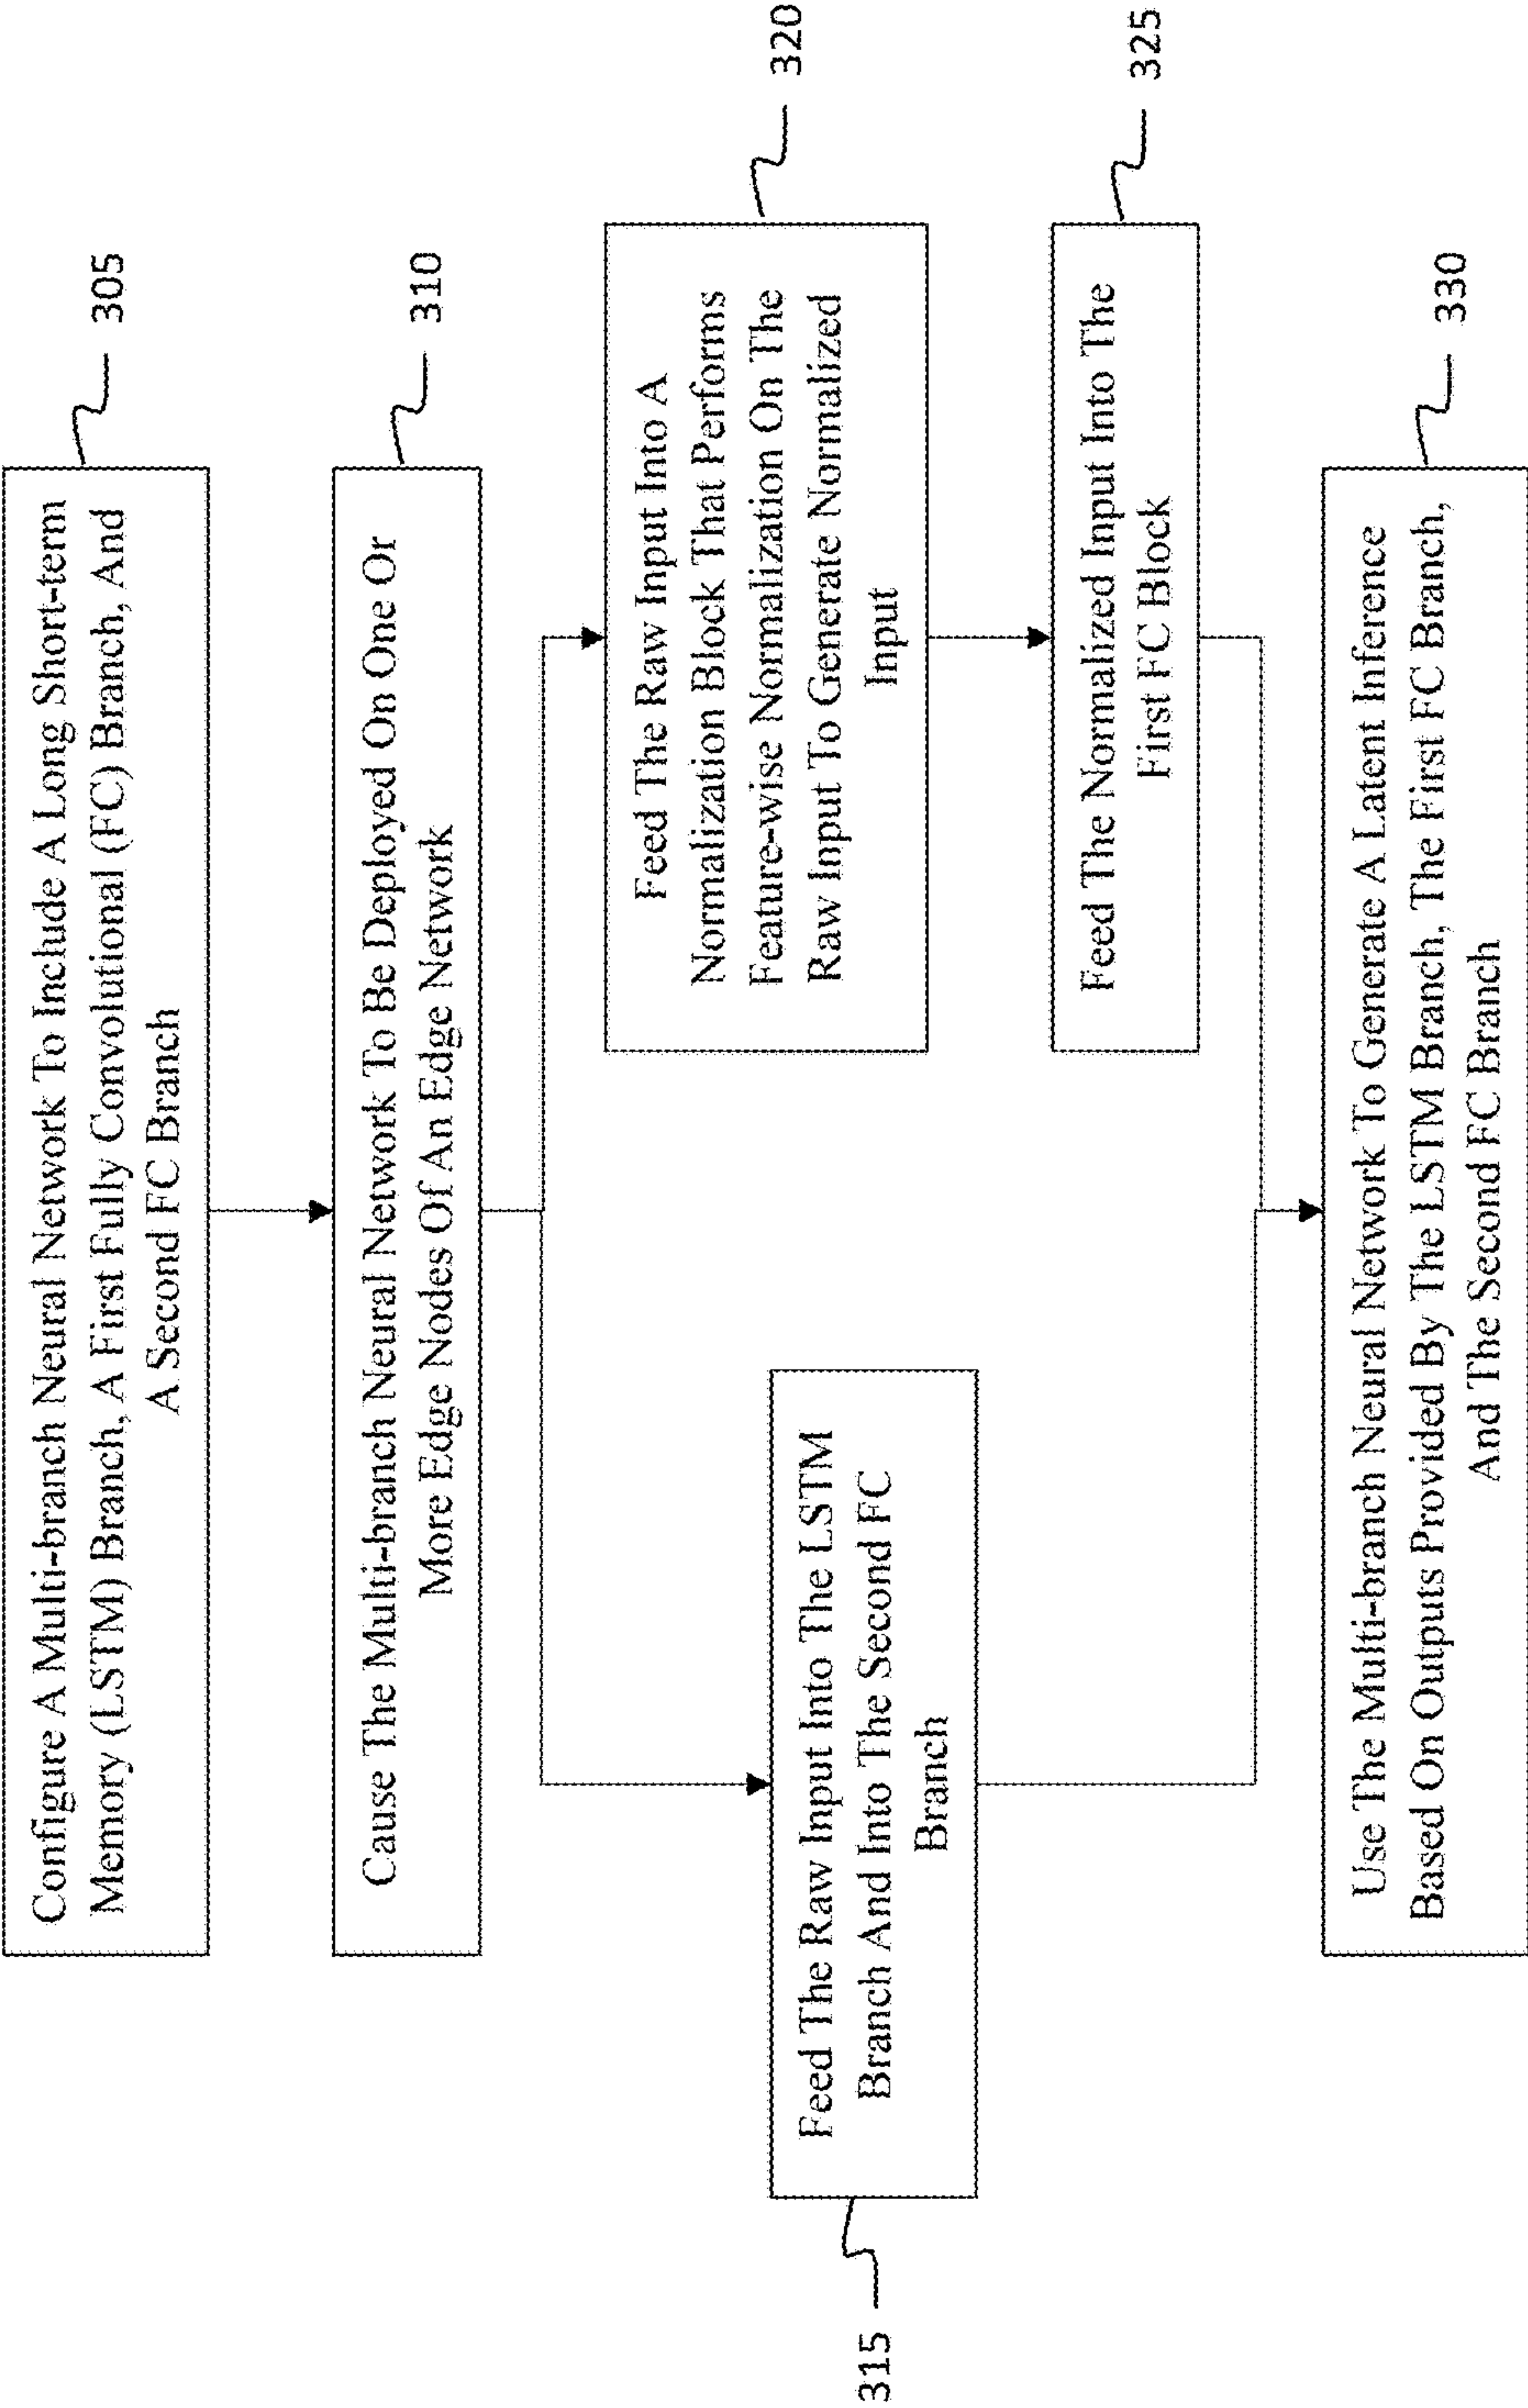 Configure A Multi-branch Neural Network To Include A Long Short-term
Memory (LSTM) Branch, A First Fully Convolutional (FC) Branch, And
A Second FC Branch
305
Cause The Multi-branch Neural Network To Be Deployed On One Or
More Edge Nodes Of An Edge Network
310
315
Feed The Raw Input Into The LSTM
Branch And Into The Second FC
Branch
Feed The Raw Input Into A
Normalization Block That Performs
Feature-wise Normalization On The
Raw Input To Generate Normalized
Input
320
Feed The Normalized Input Into The
First FC Block
325
Use The Multi-branch Neural Network To Generate A Latent Inference
Based On Outputs Provided By The LSTM Branch, The First FC Branch,
And The Second FC Branch
330